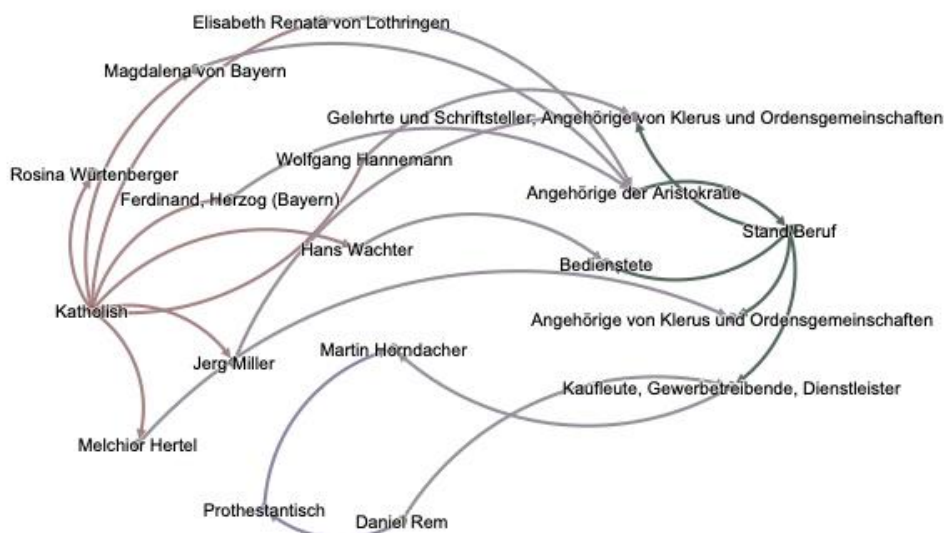 Elisabeth Renata von Lothringen
Magdalena von Bayern
Gelehrte und Schriftsteller, Angehörige von Klerus und Ordensgemeinschaften
Wolfgang Hannemann
Rosina Würtenberger
Angehörige der Aristokratie
Ferdinand, Herzog (Bayern)
Stand/Beruf
Hans Wachter
Bedienstete
Katholish
Angehörige von Klerus und Ordensgemeinschaften
Martin Horndacher
Jerg Miller
Kaufleute, Gewerbetreibende, Dienstleister
Melchior Hertel
Prothestantisch
Daniel Rem